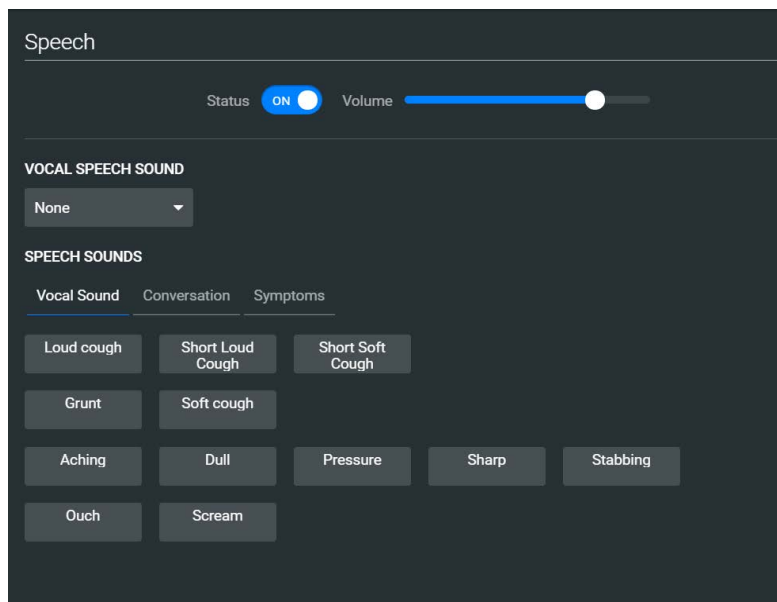 Speech
Status ON Volume
VOCAL SPEECH SOUND
None
SPEECH SOUNDS
Vocal Sound Conversation Symptoms
Loud cough Short Loud Cough Short Soft Cough
Grunt Soft cough
Aching Dull Pressure Sharp Stabbing
Ouch Scream